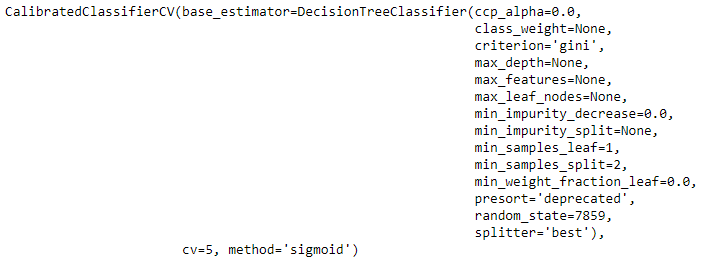 CalibratedClassifierCV(base_estimator=DecisionTreeClassifier(ccp_alpha=0.0,
class_weight=None,
criterion='gini',
max_depth=None,
max_features=None,
max_leaf_nodes=None,
min_impurity_decrease=0.0,
min_impurity_split=None,
min_samples_leaf=1,
min_samples_split=2,
min_weight_fraction_leaf=0.0,
presort='deprecated',
random_state=7859,
splitter='best'),
cv=5, method='sigmoid')